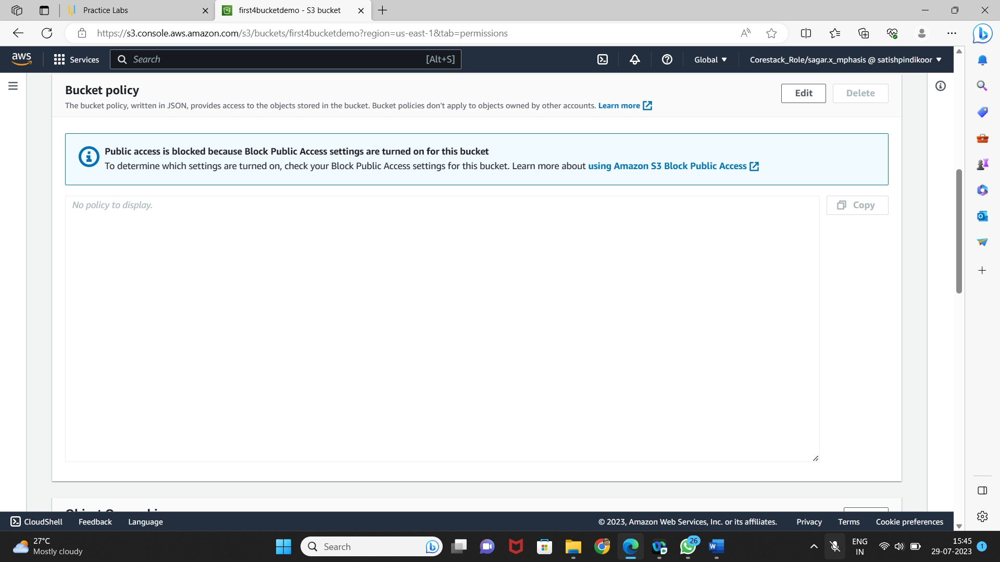 Practice Labs
first4bucketdemo - S3 bucket
https://s3.console.aws.amazon.com/s3/buckets/first4bucketdemo?region=us-east-1&tab=permissions
aws
Services
Search
[Alt+S]
Global
Corestack_Role/sagar.x_mphasis @ satishpindikoor
Bucket policy
Edit
Delete
The bucket policy, written in JSON, provides access to the objects stored in the bucket. Bucket policies don't apply to objects owned by other accounts. Learn more
Public access is blocked because Block Public Access settings are turned on for this bucket
To determine which settings are turned on, check your Block Public Access settings for this bucket. Learn more about using Amazon S3 Block Public Access
No policy to display.
Copy
CloudShell
Feedback
Language
© 2023, Amazon Web Services, Inc. or its affiliates.
Privacy
Terms
Cookie preferences
27°C
Mostly cloudy
Search
26
ENG
IN
15:45
29-07-2023
1